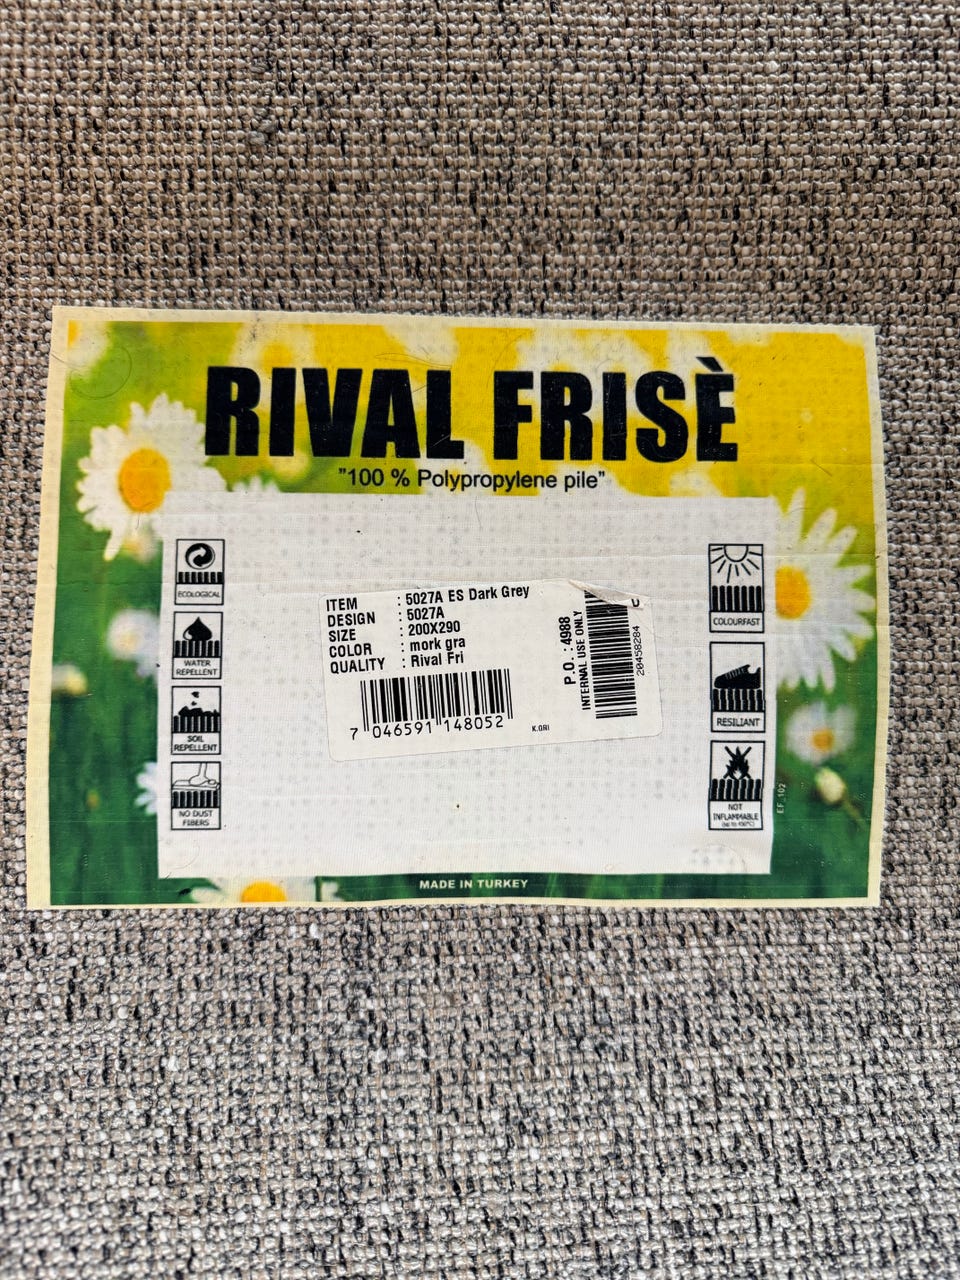 RIVAL FRISÈ
"100 % Polypropylene pile"
ECOLOGICAL
WATER
REPELLENT
SOIL
REPELLENT
NO DUST
FIBERS
ITEM : 5027A ES Dark Grey
DESIGN : 5027A
SIZE : 200X290
COLOR : mork gra
QUALITY : Rival Fri
7 046591 148052
K.GRI
P.O. : 4988
INTERNAL USE ONLY
20458284
COLOURFAST
RESILIANT
NOT
INFLAMMABLE
EF_102
MADE IN TURKEY